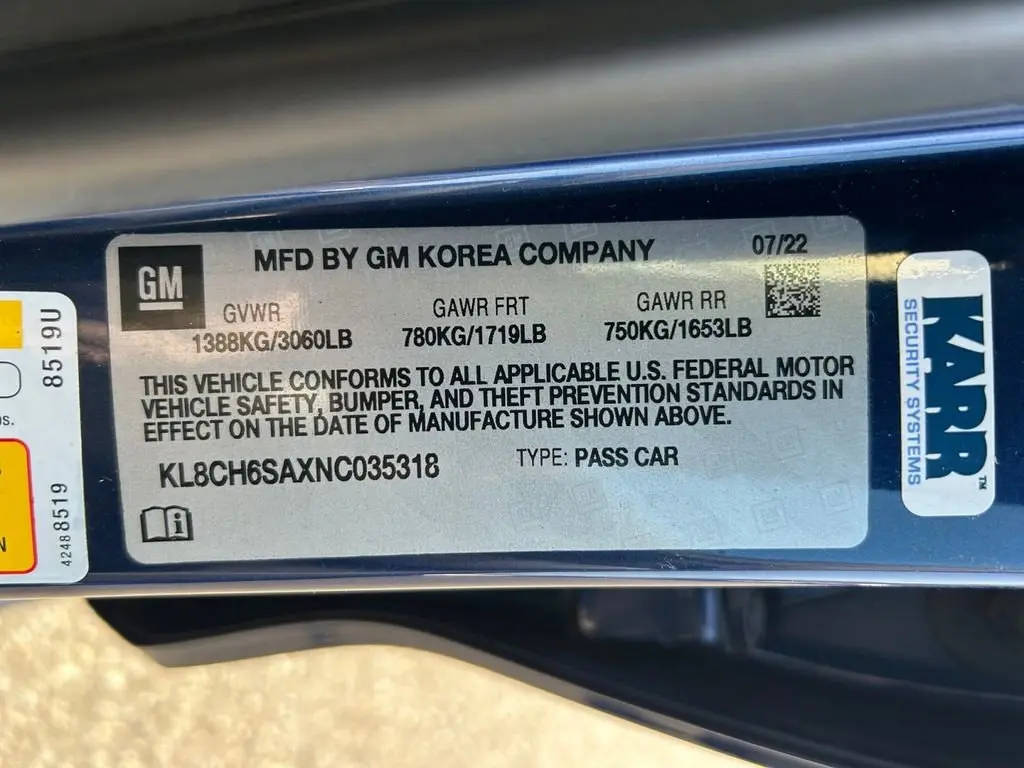 GM
MFD BY GM KOREA COMPANY
07/22
GVWR
1388KG/3060LB
GAWR FRT
780KG/1719LB
GAWR RR
750KG/1653LB
THIS VEHICLE CONFORMS TO ALL APPLICABLE U.S. FEDERAL MOTOR
VEHICLE SAFETY, BUMPER, AND THEFT PREVENTION STANDARDS IN
EFFECT ON THE DATE OF MANUFACTURE SHOWN ABOVE.
KL8CH6SAXNC035318
TYPE: PASS CAR
8519U
42488519
KARR™
SECURITY SYSTEMS